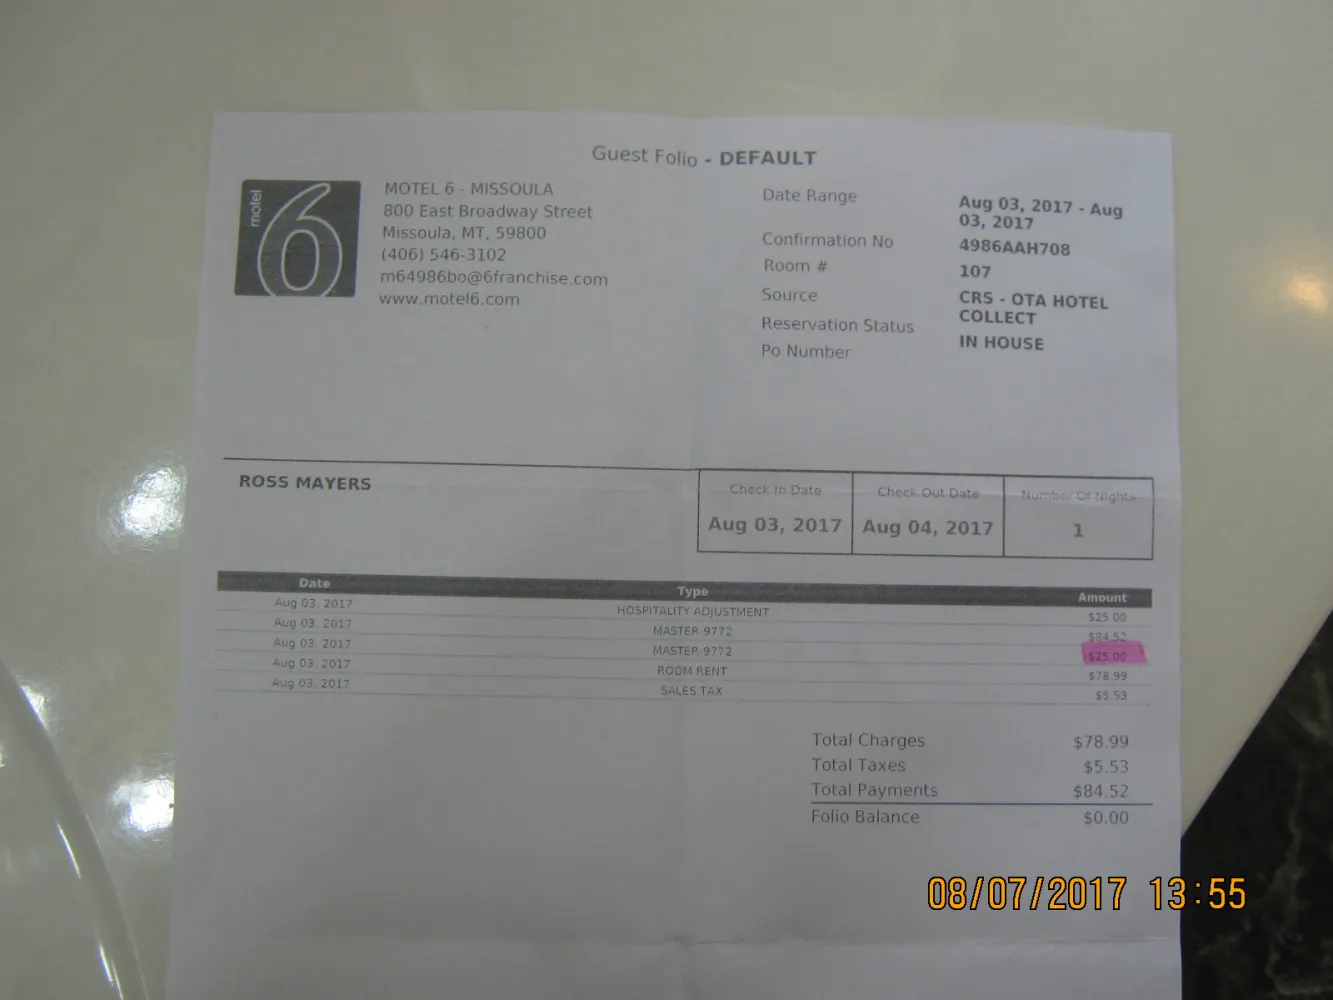 Guest Folio - DEFAULT
motel
6
MOTEL 6 - MISSOULA
800 East Broadway Street
Missoula, MT, 59800
(406) 546-3102
m64986bo@6franchise.com
www.motel6.com
Date Range Aug 03, 2017 - Aug 03, 2017
Confirmation No 4986AAH708
Room # 107
Source CRS - OTA HOTEL COLLECT
Reservation Status IN HOUSE
Po Number
ROSS MAYERS
Check In Date Check Out Date Number Of Nights
Aug 03, 2017 Aug 04, 2017 1
Date Type Amount
Aug 03, 2017 HOSPITALITY ADJUSTMENT $25.00
Aug 03, 2017 MASTER-9772 $84.52
Aug 03, 2017 MASTER-9772 -$25.00
Aug 03, 2017 ROOM RENT $78.99
Aug 03, 2017 SALES TAX $5.53
Total Charges $78.99
Total Taxes $5.53
Total Payments $84.52
Folio Balance $0.00
08/07/2017 13:55